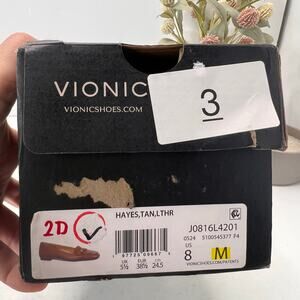 VIONIC
VIONICSHOES.COM
3
2D
HAYES,TAN,LTHR
J0816L4201
0524 5100545377 P4
UK EUR CM US
5½ 38½ 24.5 8 M
VIONICSHOES.COM/PATENTS